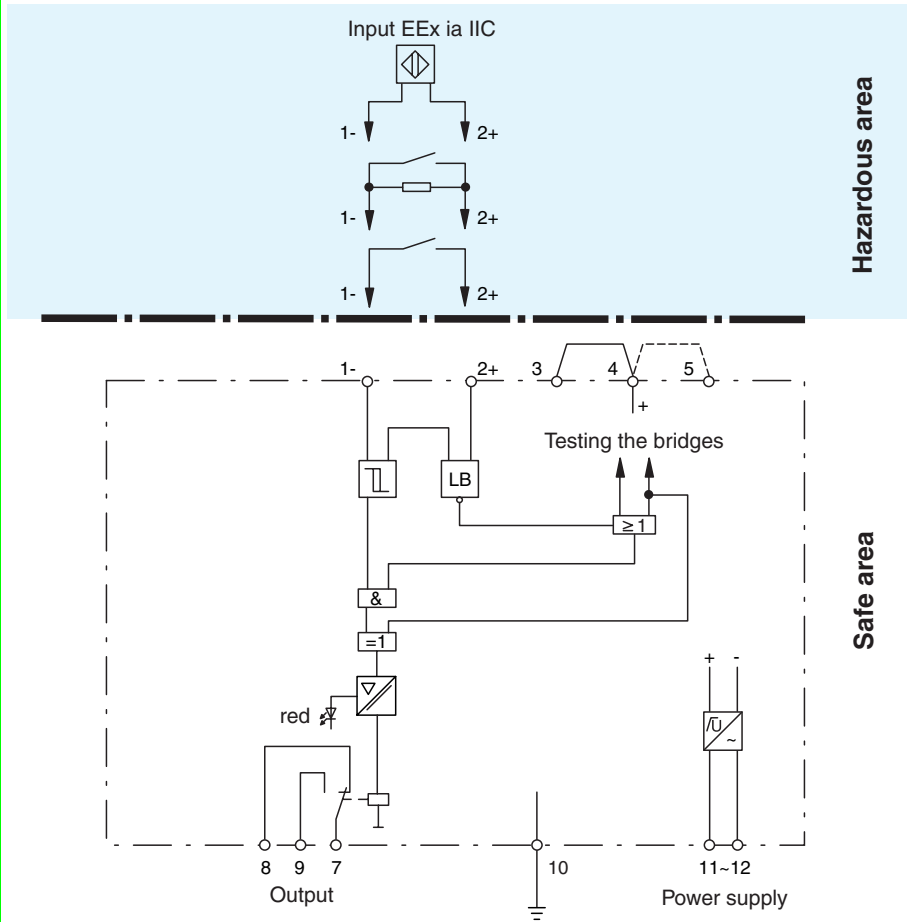 Input EEx ia IIC
Hazardous area
1- 2+
1- 2+
1- 2+
1- 2+ 3 4 5
+
Testing the bridges
LB
≥ 1
Safe area
&
=1
+ -
red
U
~
8 9 7 10 11~12
Output
Power supply